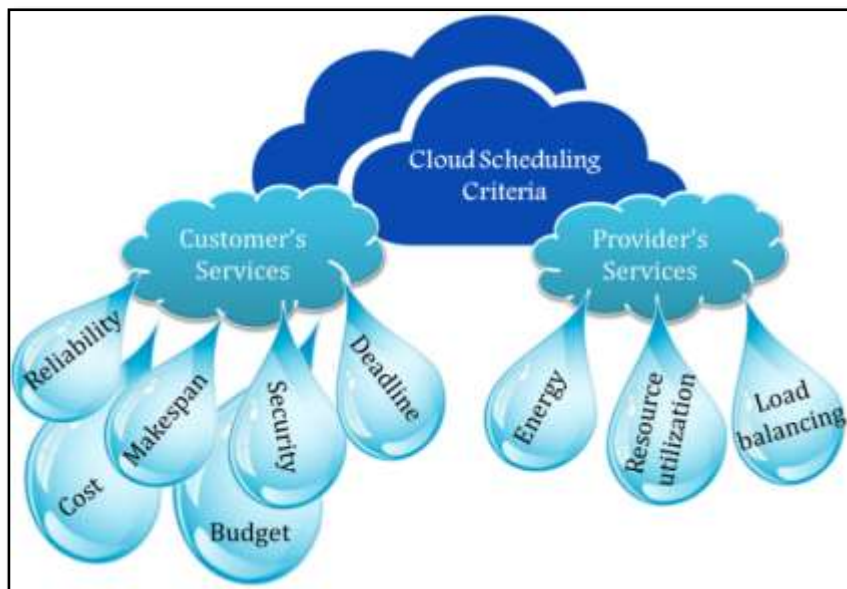 Cloud Scheduling
Criteria
Customer's
Services
Provider's
Services
Reliability
Cost
Makespan
Security
Budget
Deadline
Energy
Resource
utilization
Load
balancing